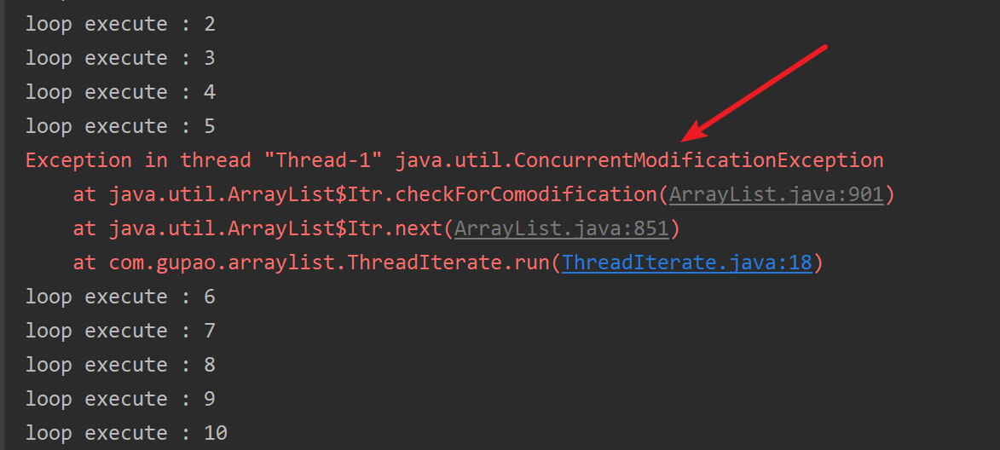 loop execute : 2
loop execute : 3
loop execute : 4
loop execute : 5
Exception in thread "Thread-1" java.util.ConcurrentModificationException
    at java.util.ArrayList$Itr.checkForComodification(ArrayList.java:901)
    at java.util.ArrayList$Itr.next(ArrayList.java:851)
    at com.gupao.arraylist.ThreadIterate.run(ThreadIterate.java:18)
loop execute : 6
loop execute : 7
loop execute : 8
loop execute : 9
loop execute : 10